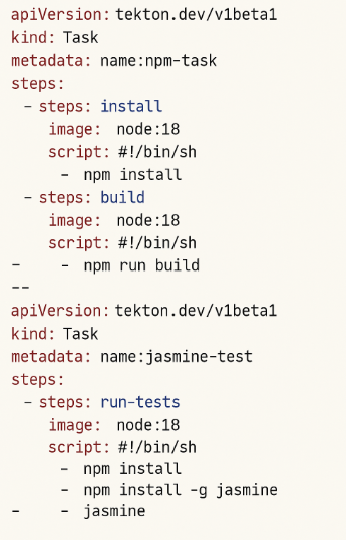 apiVersion: tekton.dev/v1beta1
kind: Task
metadata: name:npm-task
steps:
- steps: install
image: node:18
script: #!/bin/sh
- npm install
- steps: build
image: node:18
script: #!/bin/sh
- - npm run build
--
apiVersion: tekton.dev/v1beta1
kind: Task
metadata: name:jasmine-test
steps:
- steps: run-tests
image: node:18
script: #!/bin/sh
- npm install
- npm install -g jasmine
- - jasmine